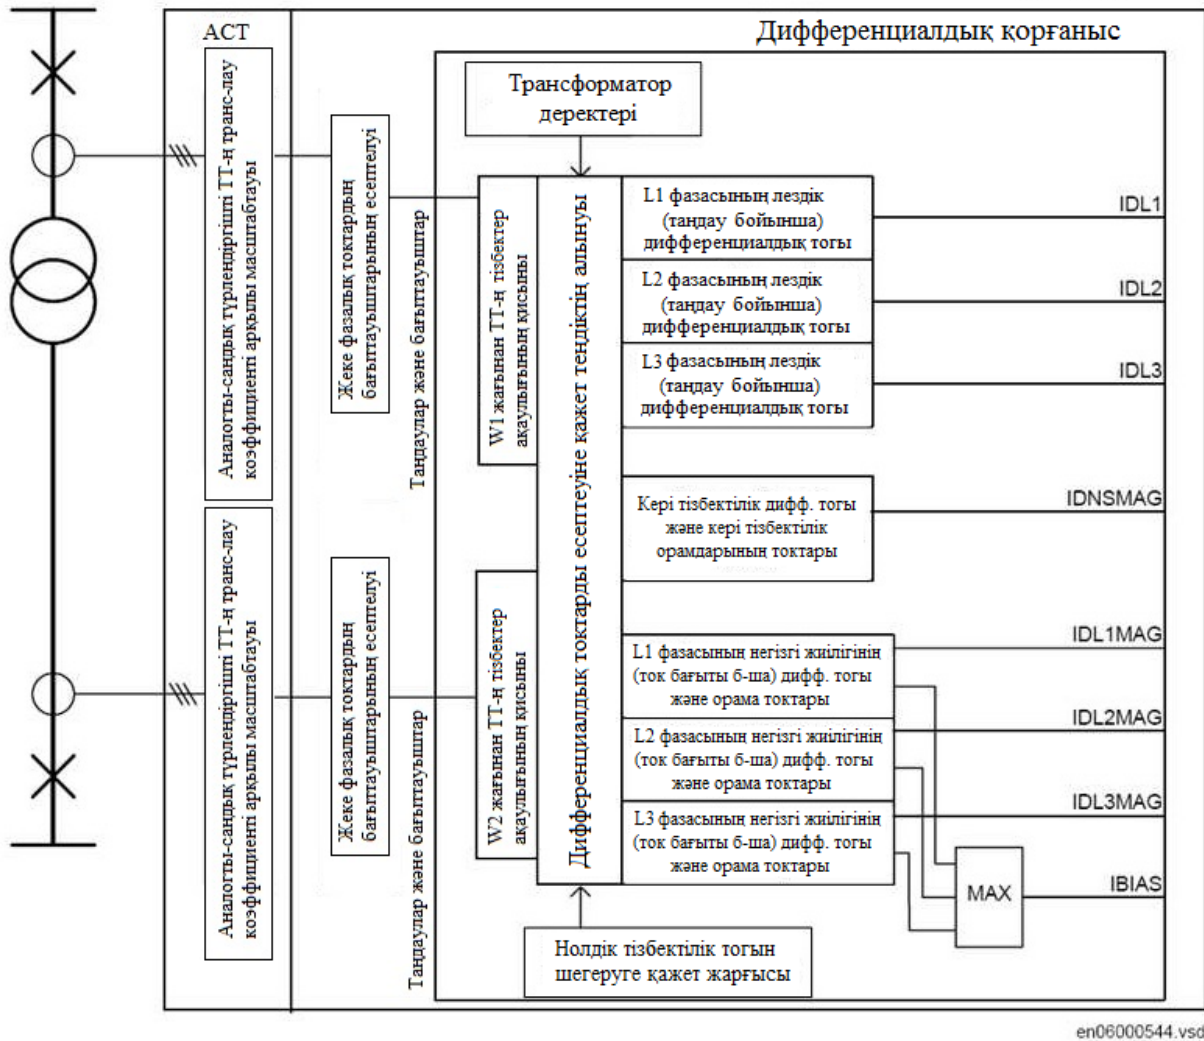 АСТ
Дифференциалдық қорғаныс
Аналогты-сандық түрлендіргішті ТТ-ң транс-лау
коэффициенті арқылы масштабтауы
Жеке фазалық токтардың
бағыттауыштарының есептелуі
Таңдаулар және бағыттауыштар
Трансформатор
деректері
W1 жағынан ТТ-ң тізбектер
ақаулығының қисыны
Дифференциалдық токтарды есептеуіне қажет теңдіктің алынуы
L1 фазасының лездік
(таңдау бойынша)
дифференциалдық тогы
L2 фазасының лездік
(таңдау бойынша)
дифференциалдық тогы
L3 фазасының лездік
(таңдау бойынша)
дифференциалдық тогы
IDL1
IDL2
IDL3
Кері тізбектілік дифф. тогы
және кері тізбектілік
орамдарының токтары
IDNSMAG
Аналогты-сандық түрлендіргішті ТТ-ң транс-лау
коэффициенті арқылы масштабтауы
Жеке фазалық токтардың
бағыттауыштарының есептелуі
Таңдаулар және бағыттауыштар
W2 жағынан ТТ-ң тізбектер
ақаулығының қисыны
L1 фазасының негізгі жиілігінің
(ток бағыты б-ша) дифф. тогы
және орама токтары
L2 фазасының негізгі жиілігінің
(ток бағыты б-ша) дифф. тогы
және орама токтары
L3 фазасының негізгі жиілігінің
(ток бағыты б-ша) дифф. тогы
және орама токтары
IDL1MAG
IDL2MAG
IDL3MAG
MAX
IBIAS
Нолдік тізбектілік тогын
шегеруге қажет жарғысы
en06000544.vsd